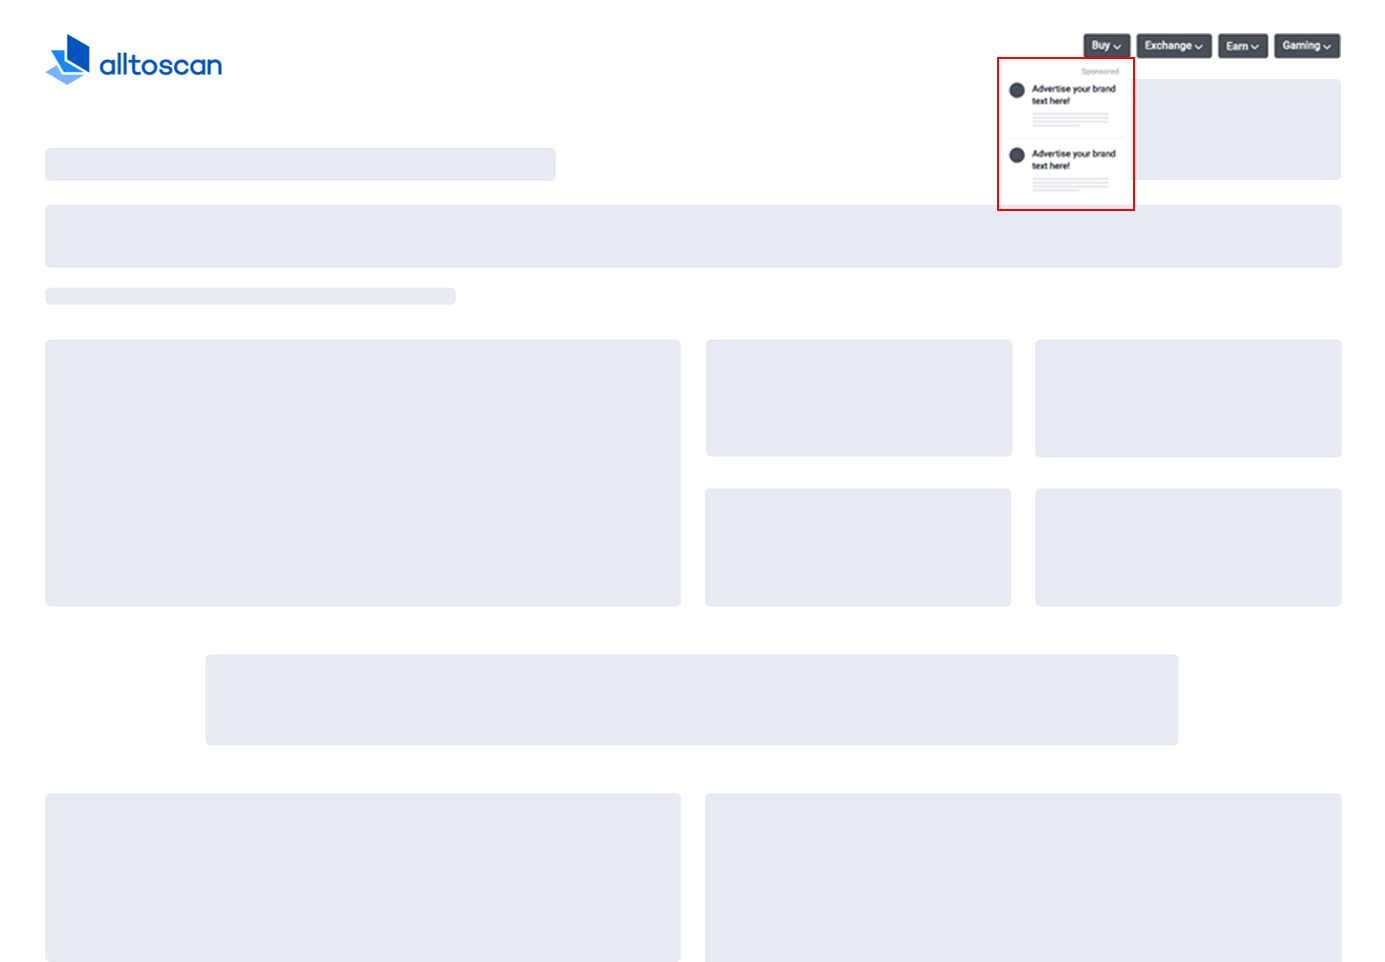 alltoscan
Buy
Exchange
Earn
Gaming
Sponsored
Advertise your brand
text here!
Advertise your brand
text here!